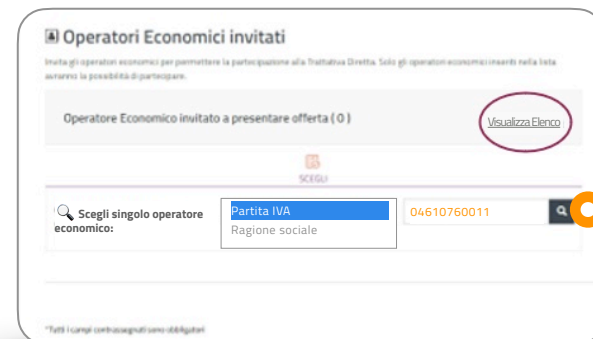 Operatori Economici invitati
Invita gli operatori economici per permettere la partecipazione alla Trattativa Diretta. Solo gli operatori economici inseriti nella lista
avranno la possibilità di partecipare.
Operatore Economico invitato a presentare offerta ( 0 )
Visualizza Elenco
SCEGLI
Scegli singolo operatore
economico:
Partita IVA
Ragione sociale
04610760011
*Tutti i campi contrassegnati sono obbligatori